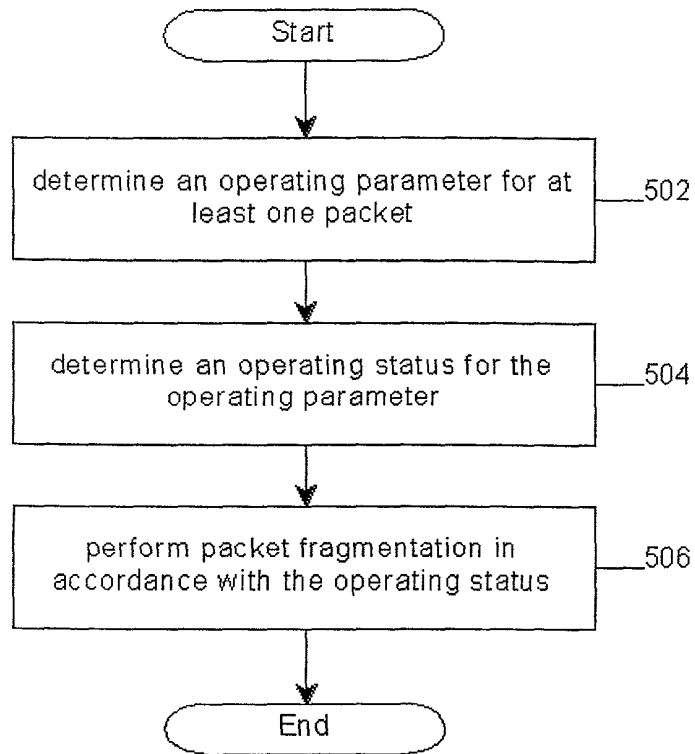 Start
determine an operating parameter for at
least one packet
502
determine an operating status for the
operating parameter
504
perform packet fragmentation in
accordance with the operating status
506
End